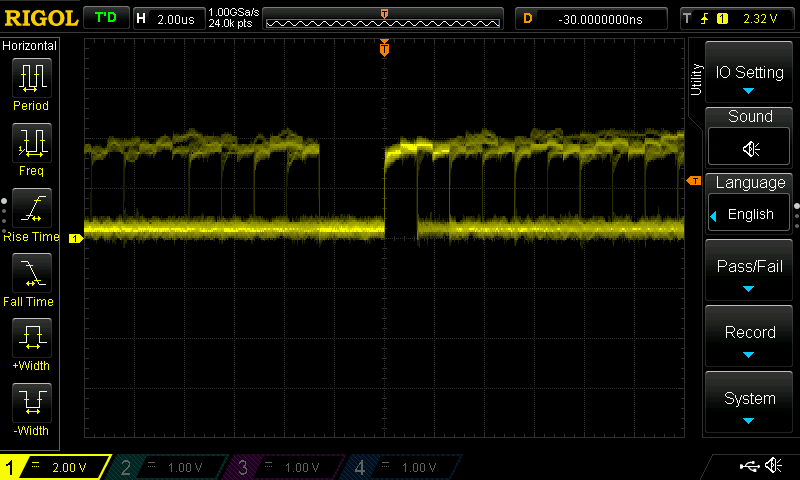 RIGOL T'D H 2.00us 1.00GSa/s 24.0k pts T D -30.0000000ns T 1 2.32 V
Horizontal
Period
Freq
Rise Time
Fall Time
+Width
-Width
T
T
1
Utility
IO Setting
Sound
Language
English
Pass/Fail
Record
System
1 2.00 V 2 1.00 V 3 1.00 V 4 1.00 V